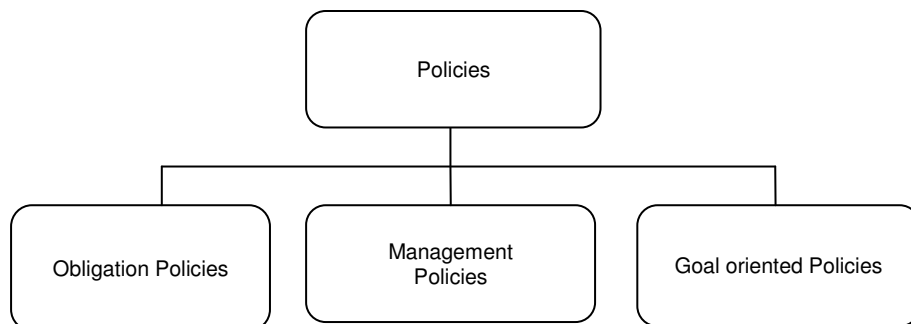 Policies
Obligation Policies
Management
Policies
Goal oriented Policies